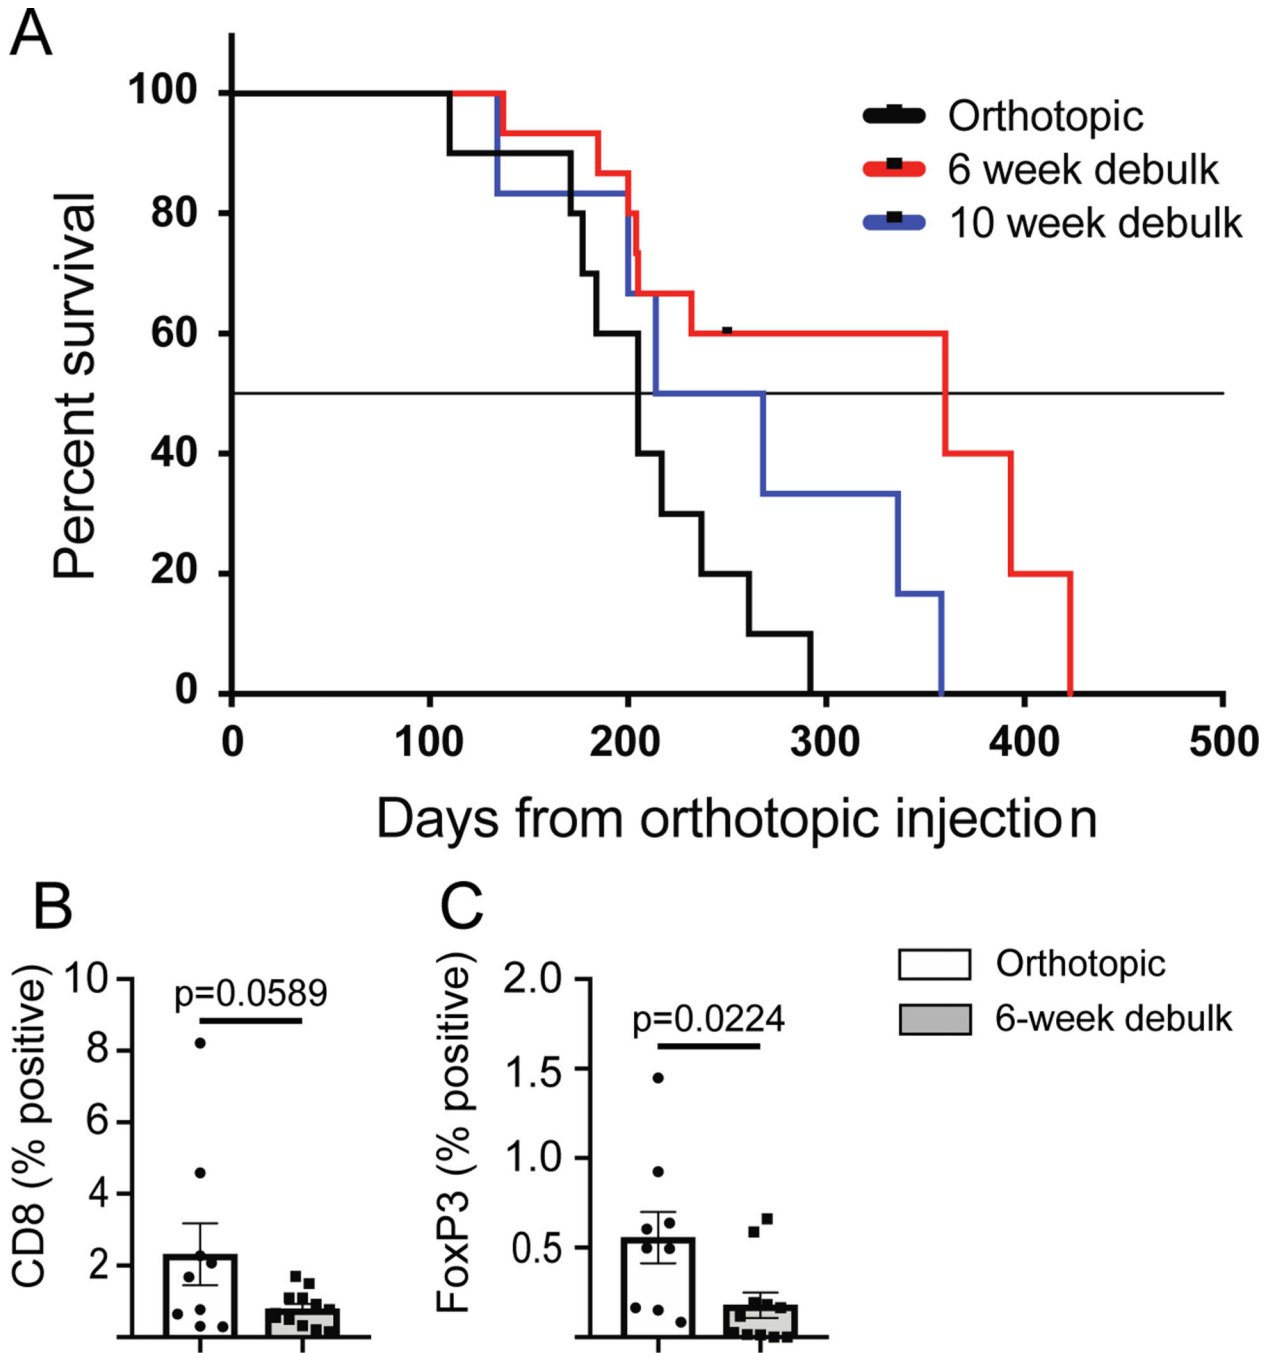 A
Percent survival
100
80
60
40
20
0
0 100 200 300 400 500
Days from orthotopic injection
Orthotopic
6 week debulk
10 week debulk
B
CD8 (% positive)
10
8
6
4
2
p=0.0589
C
FoxP3 (% positive)
2.0
1.5
1.0
0.5
p=0.0224
Orthotopic
6-week debulk